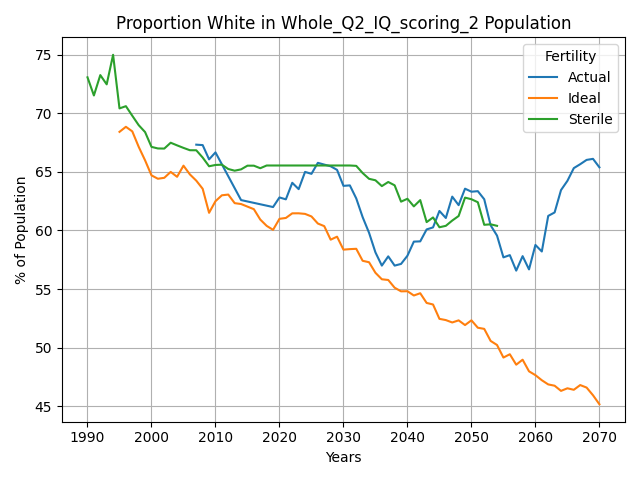 Proportion White in Whole_Q2_IQ_scoring_2 Population
Fertility
Actual
Ideal
Sterile
75
70
65
60
55
50
45
% of Population
1990 2000 2010 2020 2030 2040 2050 2060 2070
Years